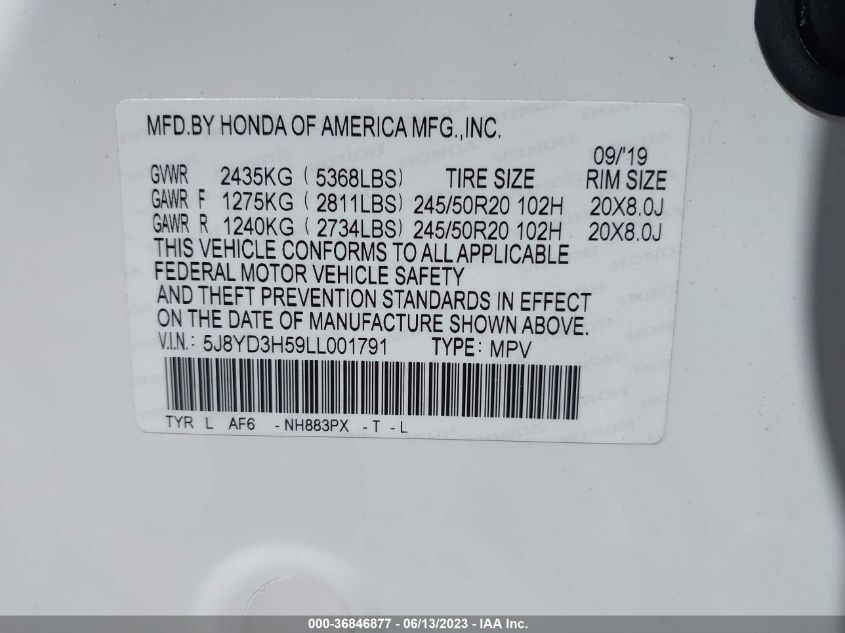 MFD.BY HONDA OF AMERICA MFG.,INC.
09/'19
GVWR 2435KG ( 5368LBS) TIRE SIZE RIM SIZE
GAWR F 1275KG ( 2811LBS) 245/50R20 102H 20X8.0J
GAWR R 1240KG ( 2734LBS) 245/50R20 102H 20X8.0J
THIS VEHICLE CONFORMS TO ALL APPLICABLE
FEDERAL MOTOR VEHICLE SAFETY
AND THEFT PREVENTION STANDARDS IN EFFECT
ON THE DATE OF MANUFACTURE SHOWN ABOVE.
V.I.N.: 5J8YD3H59LL001791 TYPE: MPV
TYR L AF6 -NH883PX -T -L
000-36846877 - 06/13/2023 - IAA Inc.